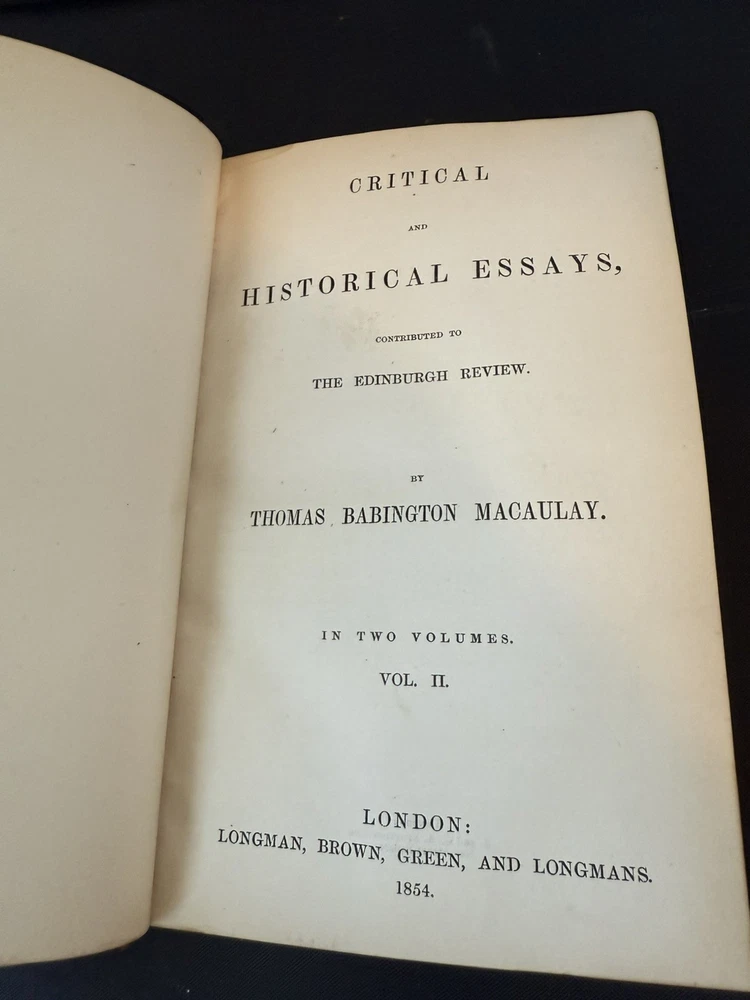 CRITICAL
AND
HISTORICAL ESSAYS,
CONTRIBUTED TO
THE EDINBURGH REVIEW.
BY
THOMAS BABINGTON MACAULAY.
IN TWO VOLUMES.
VOL. II.
LONDON:
LONGMAN, BROWN, GREEN, AND LONGMANS.
1854.